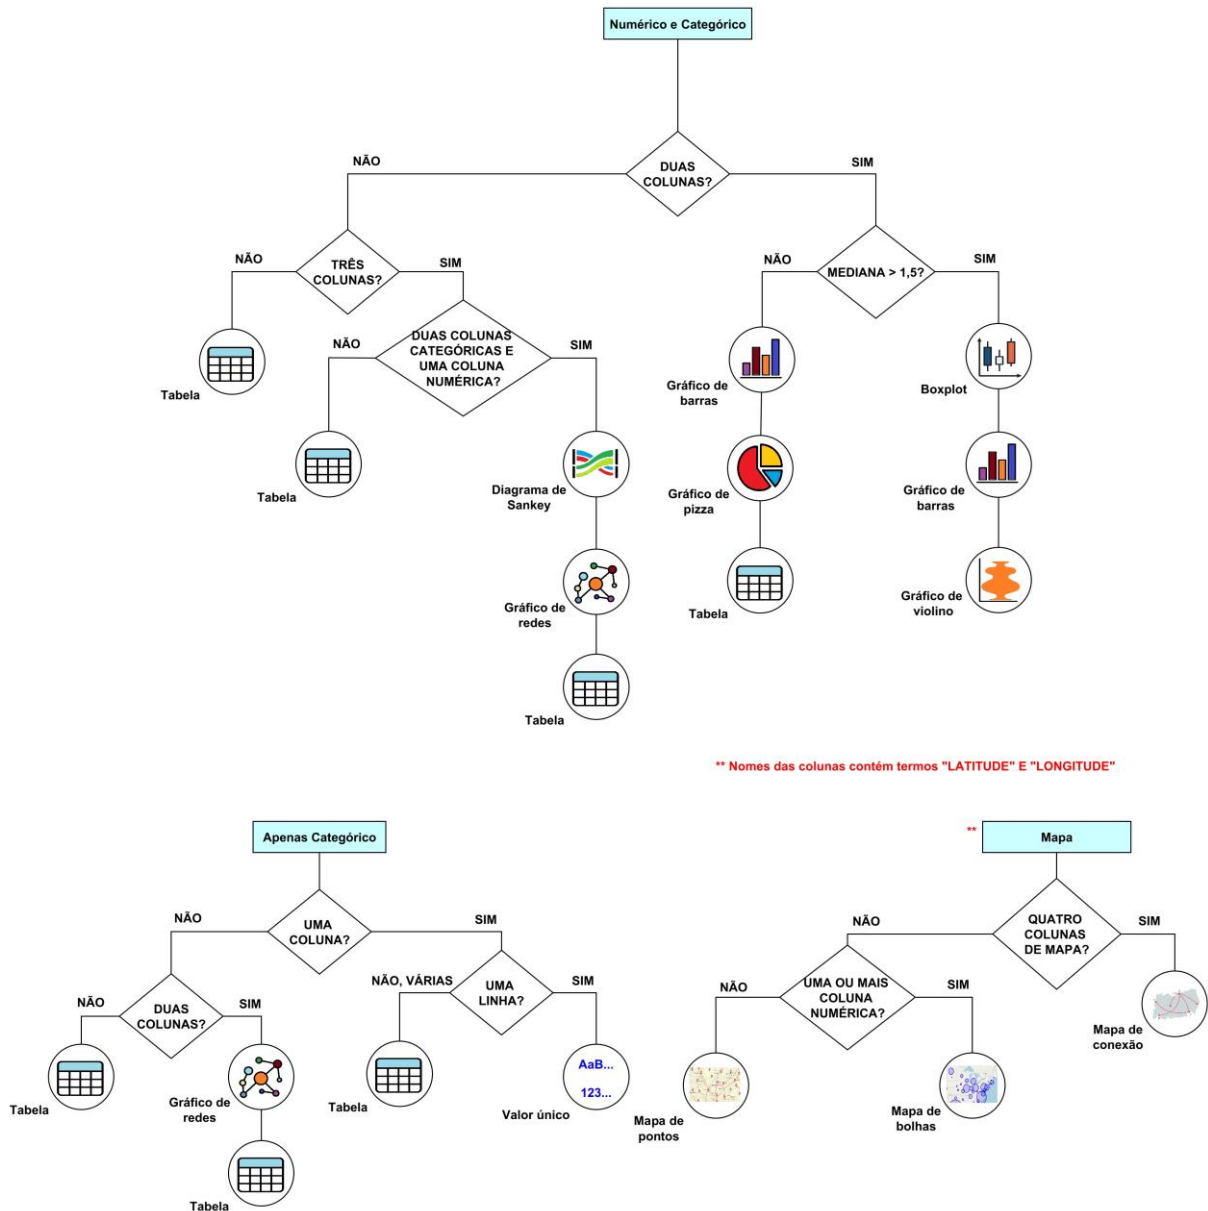 Numérico e Categórico
DUAS
COLUNAS?
NÃO
SIM
TRÊS
COLUNAS?
NÃO
SIM
MEDIANA > 1,5?
NÃO
SIM
DUAS COLUNAS
CATEGÓRICAS E
UMA COLUNA
NUMÉRICA?
NÃO
SIM
Tabela
Gráfico de
barras
Boxplot
Tabela
Diagrama de
Sankey
Gráfico de
pizza
Gráfico de
barras
Gráfico de
redes
Tabela
Gráfico de
violino
Tabela
** Nomes das colunas contém termos "LATITUDE" E "LONGITUDE"
Apenas Categórico
UMA
COLUNA?
NÃO
SIM
DUAS
COLUNAS?
NÃO
SIM
UMA
LINHA?
NÃO, VÁRIAS
SIM
Tabela
Gráfico de
redes
Tabela
AaB...
123...
Valor único
Tabela
**
Mapa
QUATRO
COLUNAS
DE MAPA?
NÃO
SIM
UMA OU MAIS
COLUNA
NUMÉRICA?
NÃO
SIM
Mapa de
conexão
Mapa de
pontos
Mapa de
bolhas